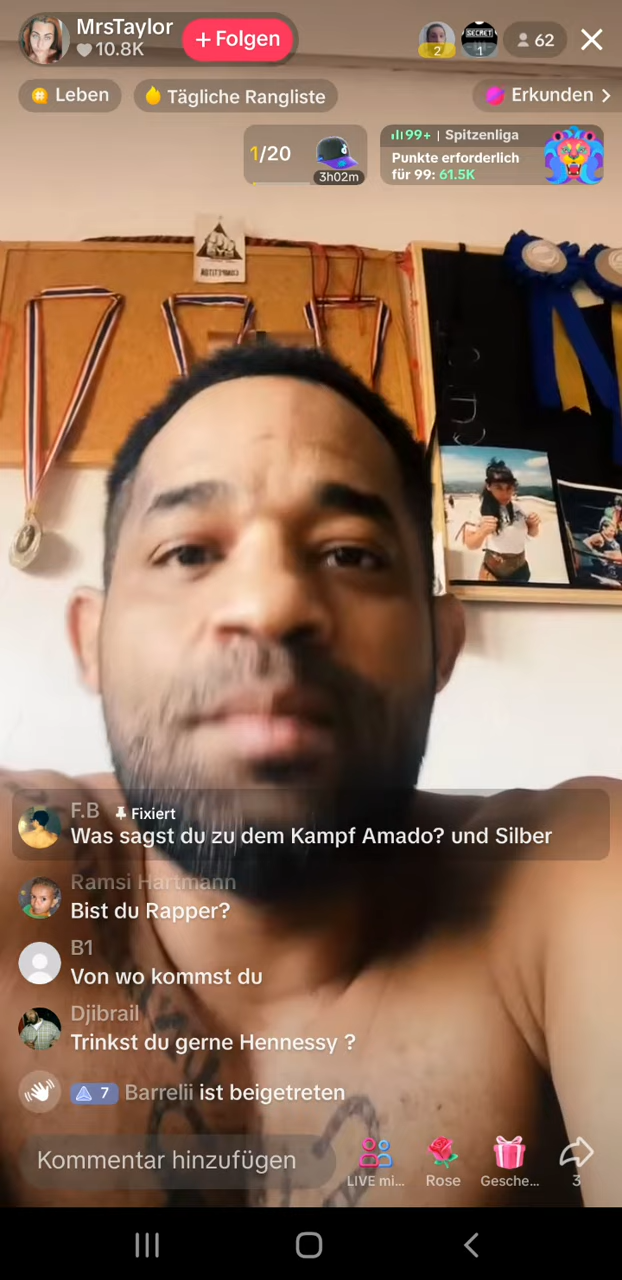 MrsTaylor
10.8K
+ Folgen
2
SECRET
1
62
Leben
Tägliche Rangliste
Erkunden
1/20
3h02m
99+ | Spitzenliga
Punkte erforderlich
für 99: 61.5K
F.B Fixiert
Was sagst du zu dem Kampf Amado? und Silber
Ramsi Hartmann
Bist du Rapper?
B1
Von wo kommst du
Djibrail
Trinkst du gerne Hennessy ?
7 Barrelii ist beigetreten
Kommentar hinzufügen
LIVE mi...
Rose
Gesche...
3